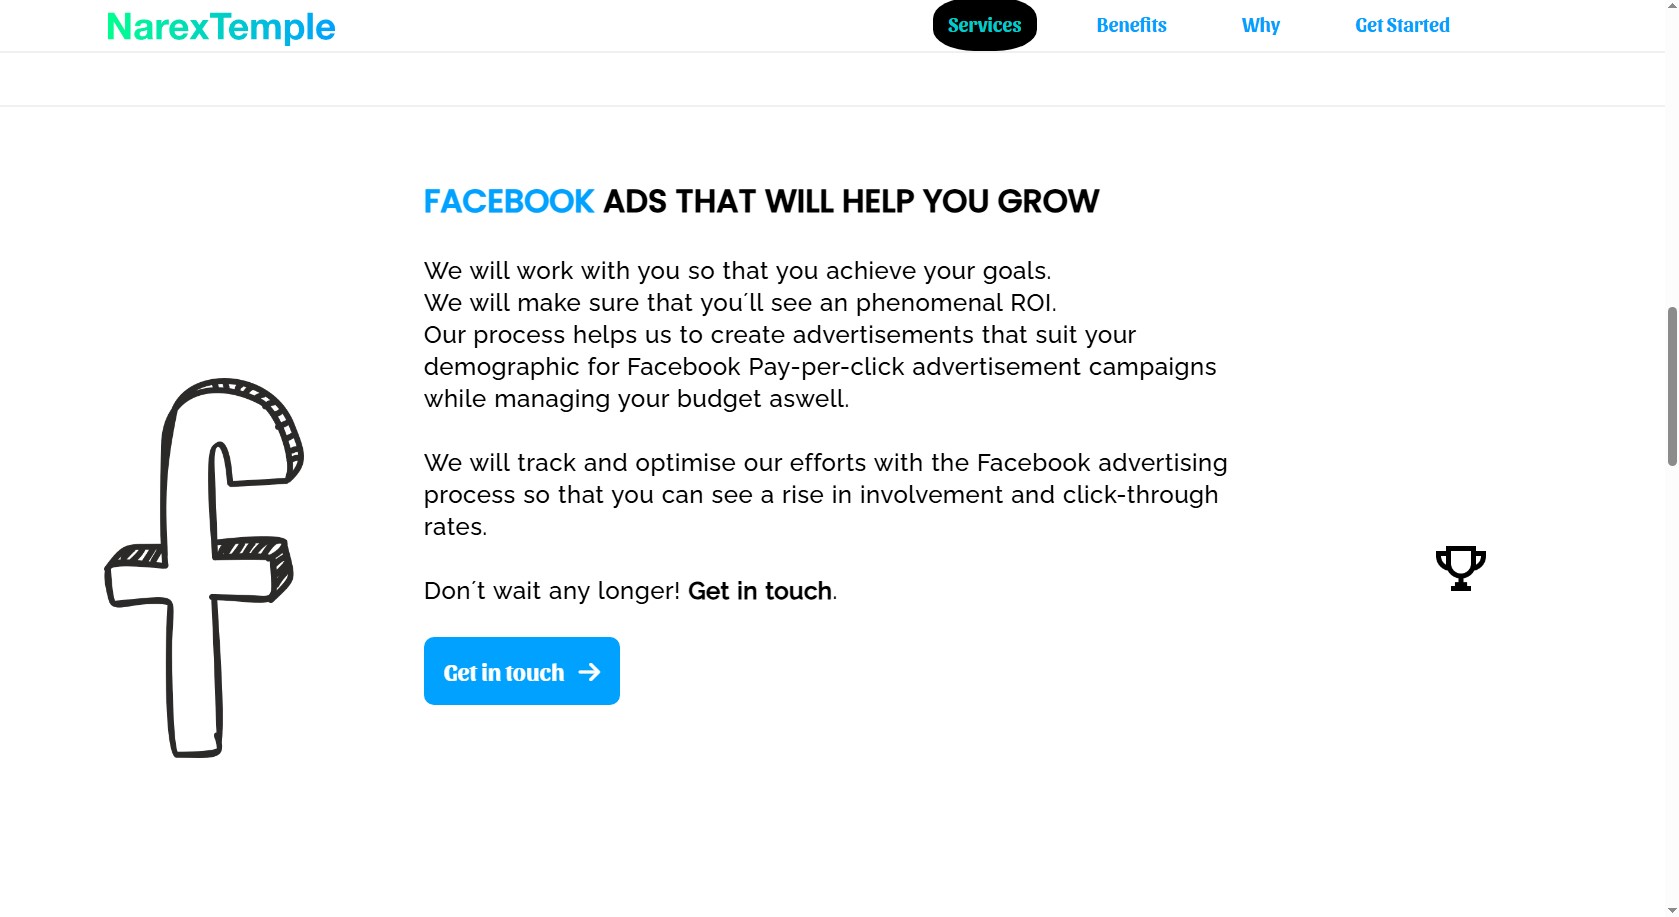 NarexTemple
Services
Benefits
Why
Get Started
FACEBOOK ADS THAT WILL HELP YOU GROW
We will work with you so that you achieve your goals.
We will make sure that you´ll see an phenomenal ROI.
Our process helps us to create advertisements that suit your
demographic for Facebook Pay-per-click advertisement campaigns
while managing your budget aswell.
We will track and optimise our efforts with the Facebook advertising
process so that you can see a rise in involvement and click-through
rates.
Don´t wait any longer! Get in touch.
Get in touch